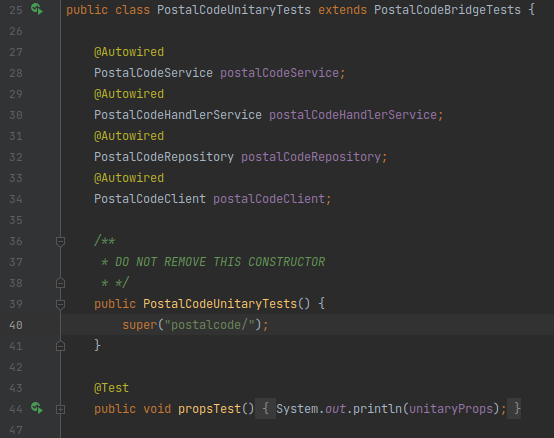 25 public class PostalCodeUnitaryTests extends PostalCodeBridgeTests {
26
27 @Autowired
28 PostalCodeService postalCodeService;
29 @Autowired
30 PostalCodeHandlerService postalCodeHandlerService;
31 @Autowired
32 PostalCodeRepository postalCodeRepository;
33 @Autowired
34 PostalCodeClient postalCodeClient;
35
36 /**
37 * DO NOT REMOVE THIS CONSTRUCTOR
38 * */
39 public PostalCodeUnitaryTests() {
40 super("postalcode/");
41 }
42
43 @Test
44 public void propsTest() { System.out.println(unitaryProps); }
47